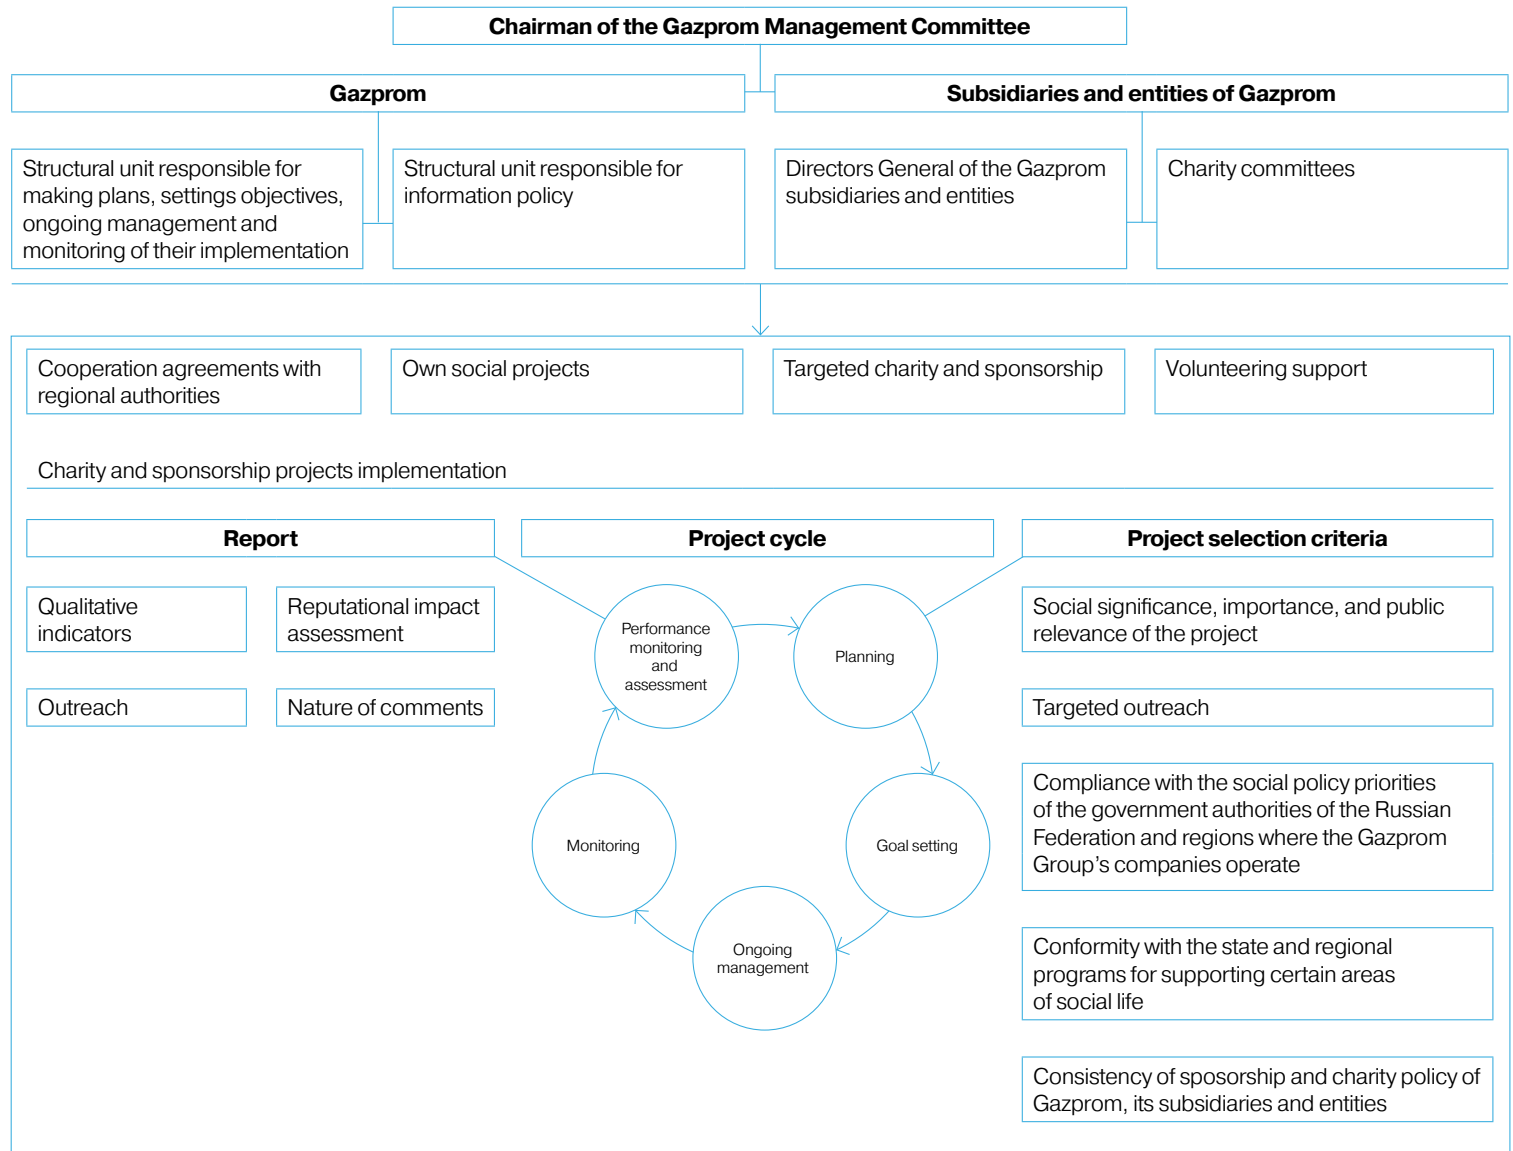 Chairman of the Gazprom Management Committee
Gazprom
Subsidiaries and entities of Gazprom
Structural unit responsible for
making plans, settings objectives,
ongoing management and
monitoring of their implementation
Structural unit responsible for
information policy
Directors General of the Gazprom
subsidiaries and entities
Charity committees
Cooperation agreements with
regional authorities
Own social projects
Targeted charity and sponsorship
Volunteering support
Charity and sponsorship projects implementation
Report
Qualitative
indicators
Reputational impact
assessment
Outreach
Nature of comments
Project cycle
Performance
monitoring
and
assessment
Planning
Goal setting
Ongoing
management
Monitoring
Project selection criteria
Social significance, importance, and public
relevance of the project
Targeted outreach
Compliance with the social policy priorities
of the government authorities of the Russian
Federation and regions where the Gazprom
Group's companies operate
Conformity with the state and regional
programs for supporting certain areas
of social life
Consistency of sposorship and charity policy of
Gazprom, its subsidiaries and entities